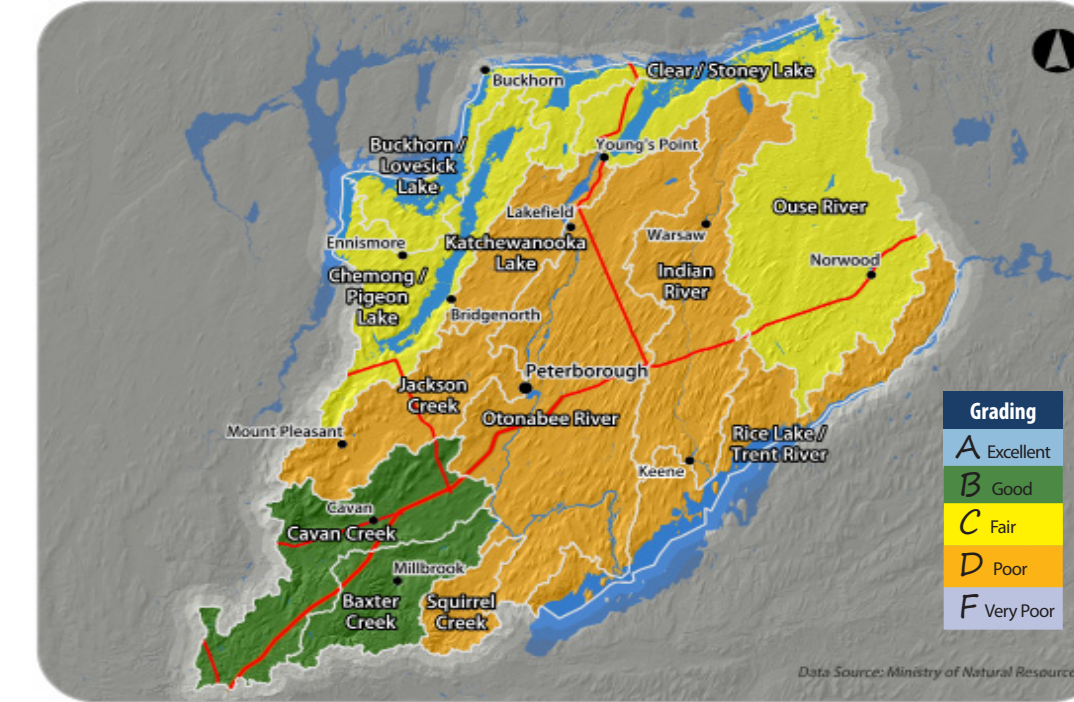 Clear / Stoney Lake
Buckhorn
Buckhorn /
Lovesick
Lake
Young's Point
Ouse River
Lakefield
Warsaw
Ennismore
Katchewanooka
Lake
Norwood
Indian
River
Chemong /
Pigeon
Lake
Bridgenorth
Peterborough
Jackson
Creek
Otonabee River
Mount Pleasant
Rice Lake /
Trent River
Keene
Cavan
Cavan Creek
Millbrook
Baxter
Creek
Squirrel
Creek
Grading
A Excellent
B Good
C Fair
D Poor
F Very Poor
Data Source: Ministry of Natural Resource